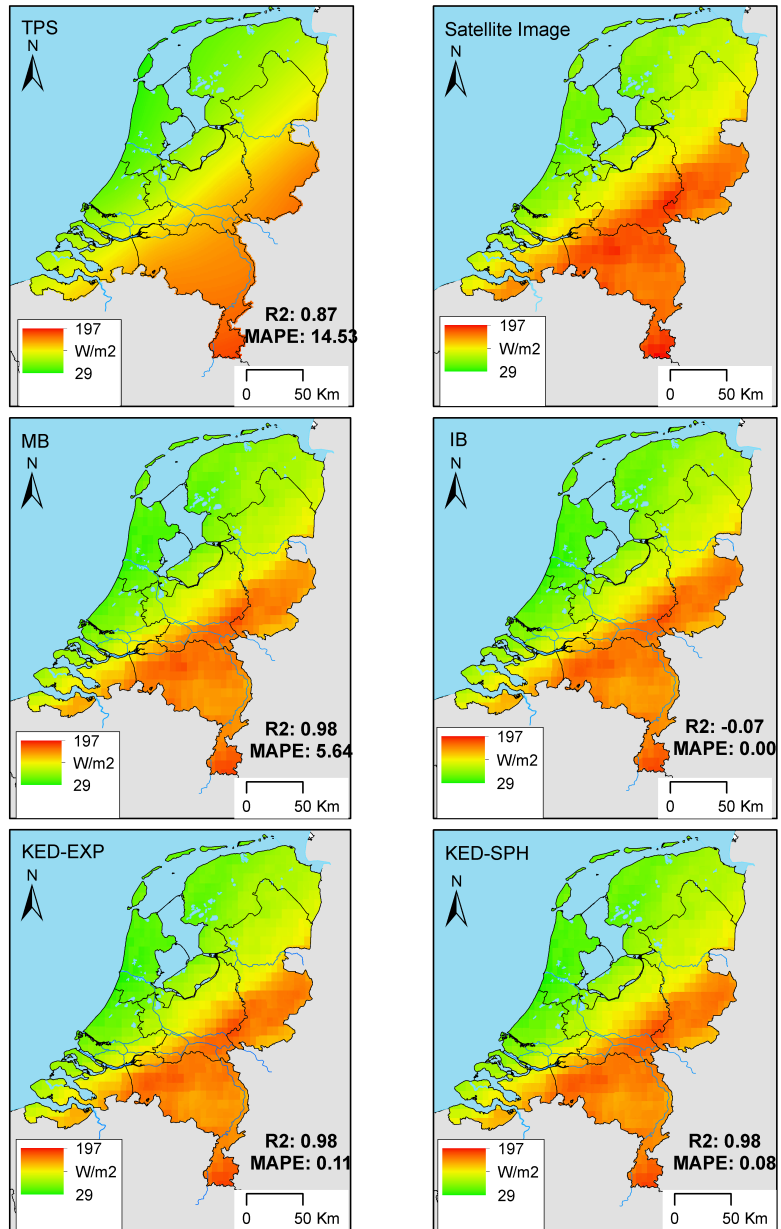 TPS
N
R2: 0.87
MAPE: 14.53
197
W/m2
29
0 50 Km
Satellite Image
N
197
W/m2
29
0 50 Km
MB
N
R2: 0.98
MAPE: 5.64
197
W/m2
29
0 50 Km
IB
N
R2: -0.07
MAPE: 0.00
197
W/m2
29
0 50 Km
KED-EXP
N
R2: 0.98
MAPE: 0.11
197
W/m2
29
0 50 Km
KED-SPH
N
R2: 0.98
MAPE: 0.08
197
W/m2
29
0 50 Km